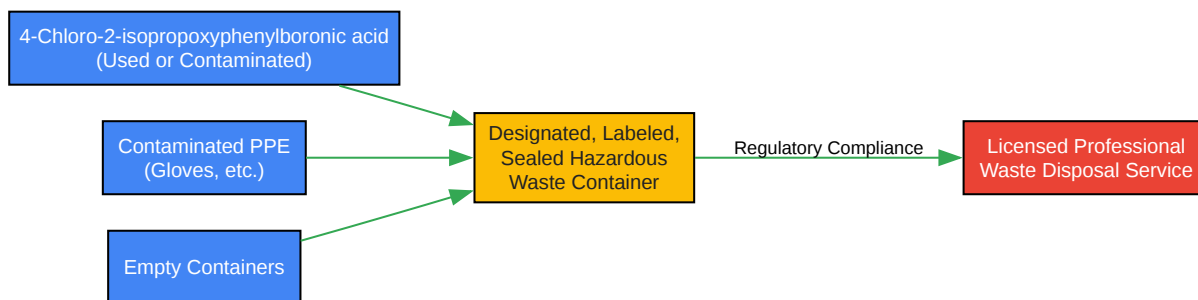 4-Chloro-2-isopropoxyphenylboronic acid
(Used or Contaminated)
Contaminated PPE
(Gloves, etc.)
Empty Containers
Designated, Labeled,
Sealed Hazardous
Waste Container
Regulatory Compliance
Licensed Professional
Waste Disposal Service